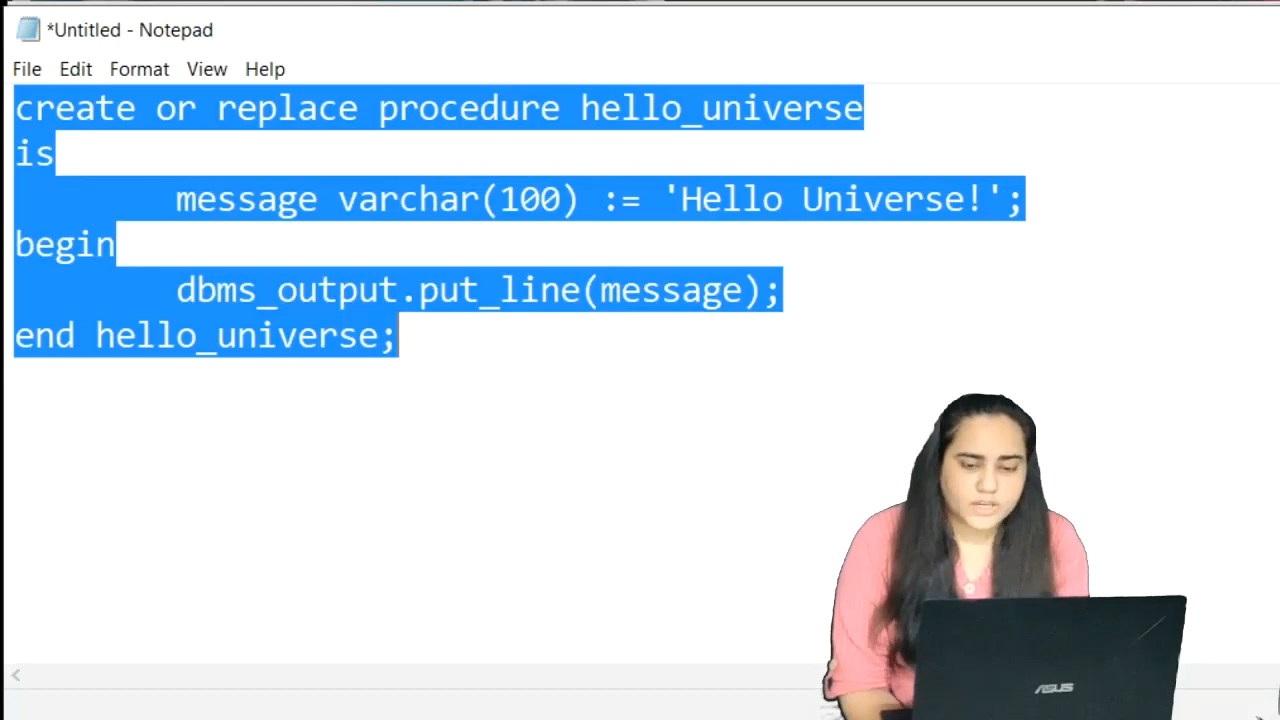 *Untitled - Notepad
File Edit Format View Help
create or replace procedure hello_universe
is
message varchar(100) := 'Hello Universe!';
begin
dbms_output.put_line(message);
end hello_universe;
ASUS